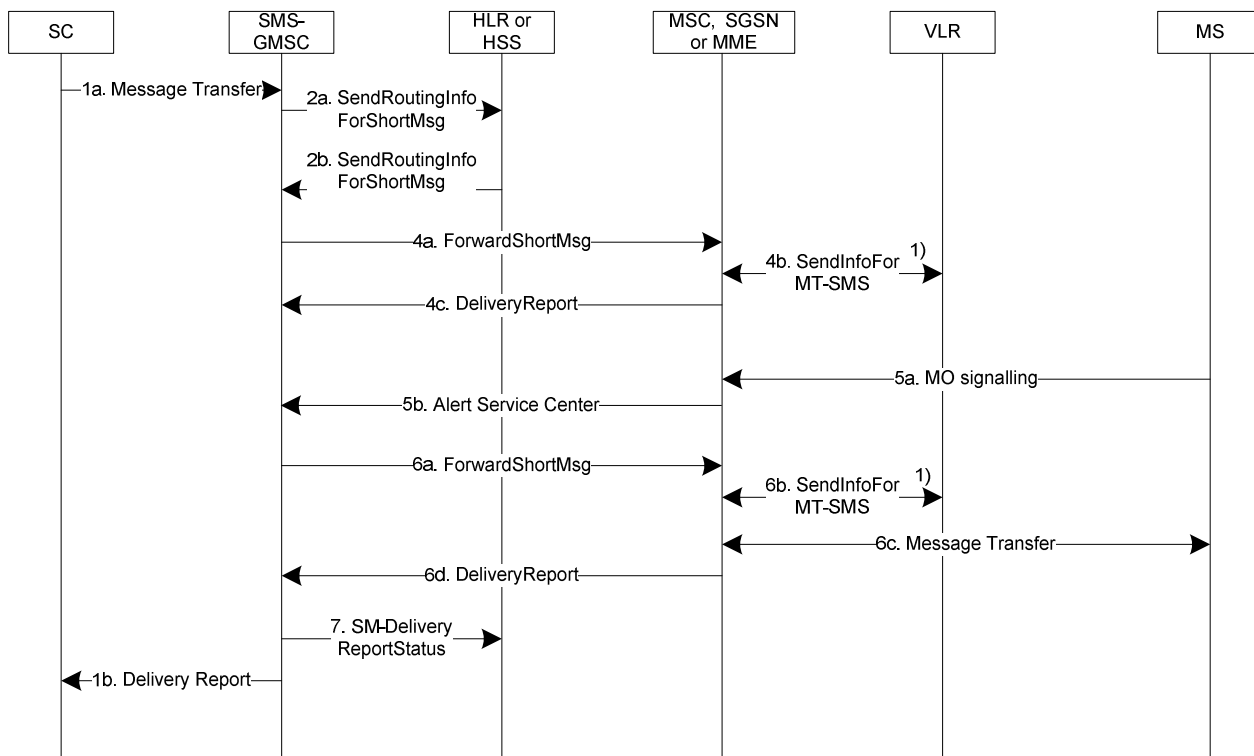 SC
SMS-
GMSC
HLR or
HSS
MSC, SGSN
or MME
VLR
MS
1a. Message Transfer
2a. SendRoutingInfo
ForShortMsg
2b. SendRoutingInfo
ForShortMsg
4a. ForwardShortMsg
1)
4b. SendInfoFor
MT-SMS
4c. DeliveryReport
5a. MO signalling
5b. Alert Service Center
6a. ForwardShortMsg
1)
6b. SendInfoFor
MT-SMS
6c. Message Transfer
6d. DeliveryReport
7. SM-Delivery
ReportStatus
1b. Delivery Report